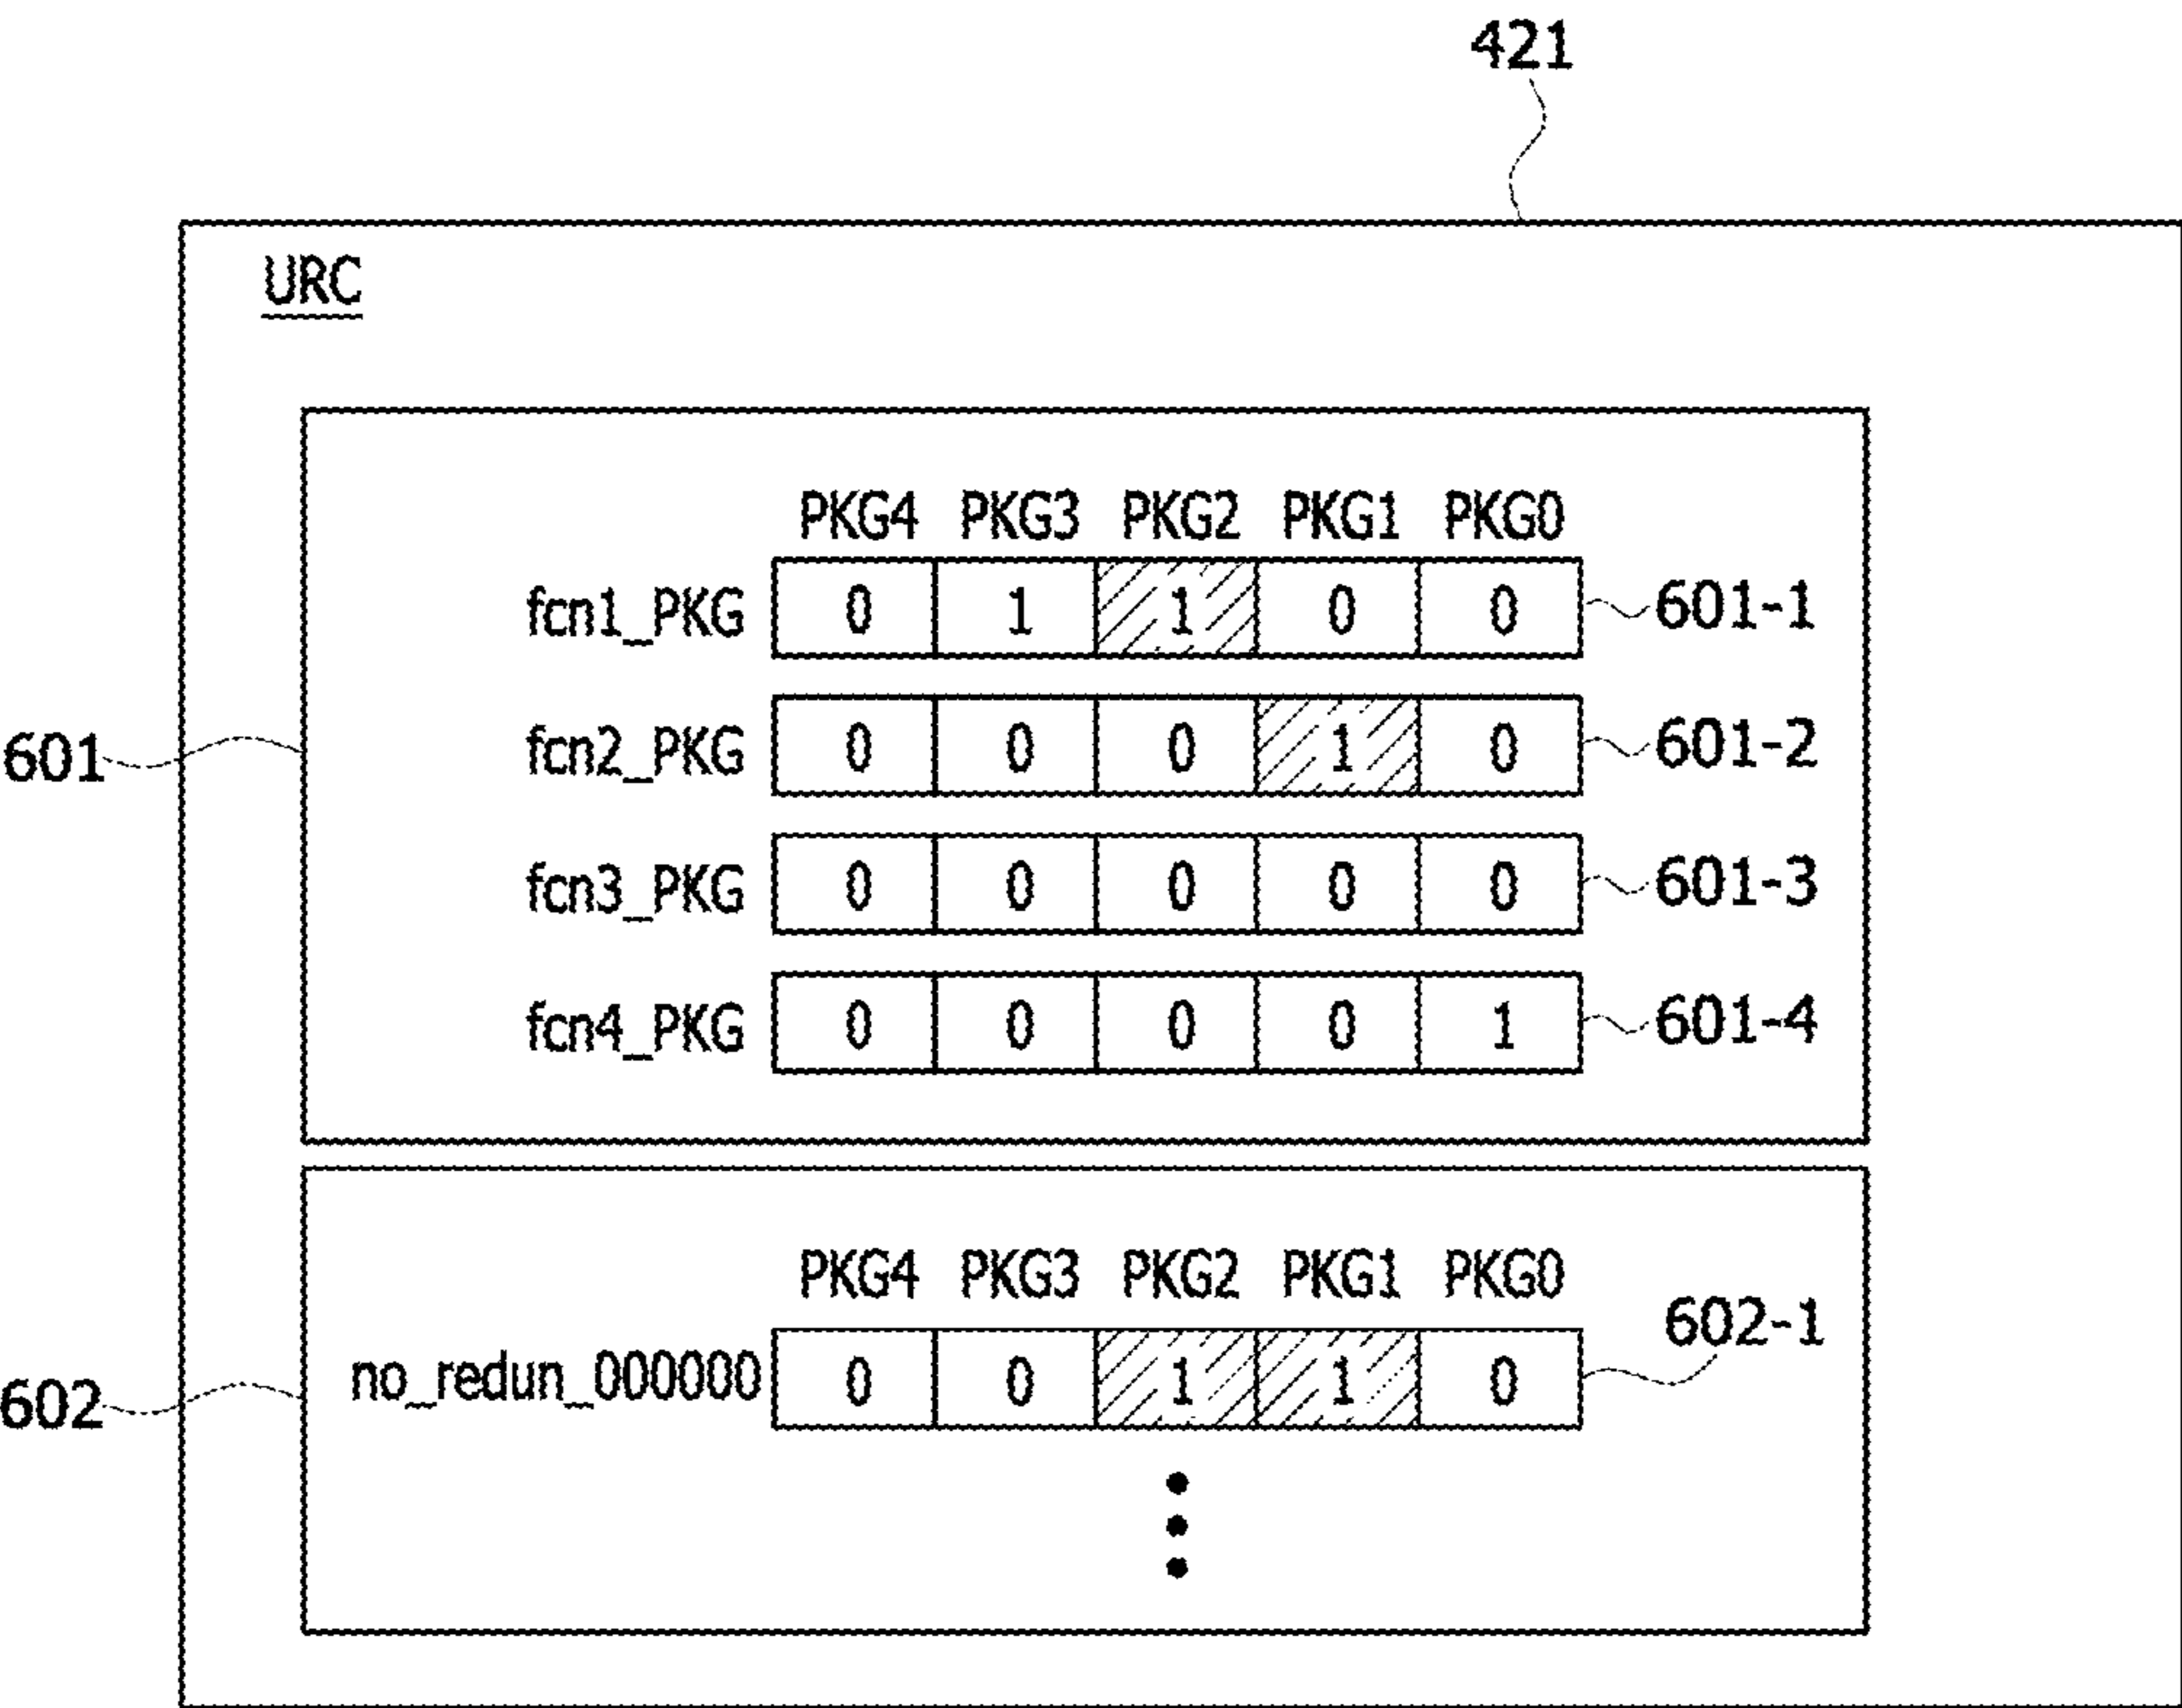 421
URC
PKG4 PKG3 PKG2 PKG1 PKG0
fcn1_PKG 0 1 1 0 0 601-1
601 fcn2_PKG 0 0 0 1 0 601-2
fcn3_PKG 0 0 0 0 0 601-3
fcn4_PKG 0 0 0 0 1 601-4
PKG4 PKG3 PKG2 PKG1 PKG0
602 no_redun_000000 0 0 1 1 0 602-1